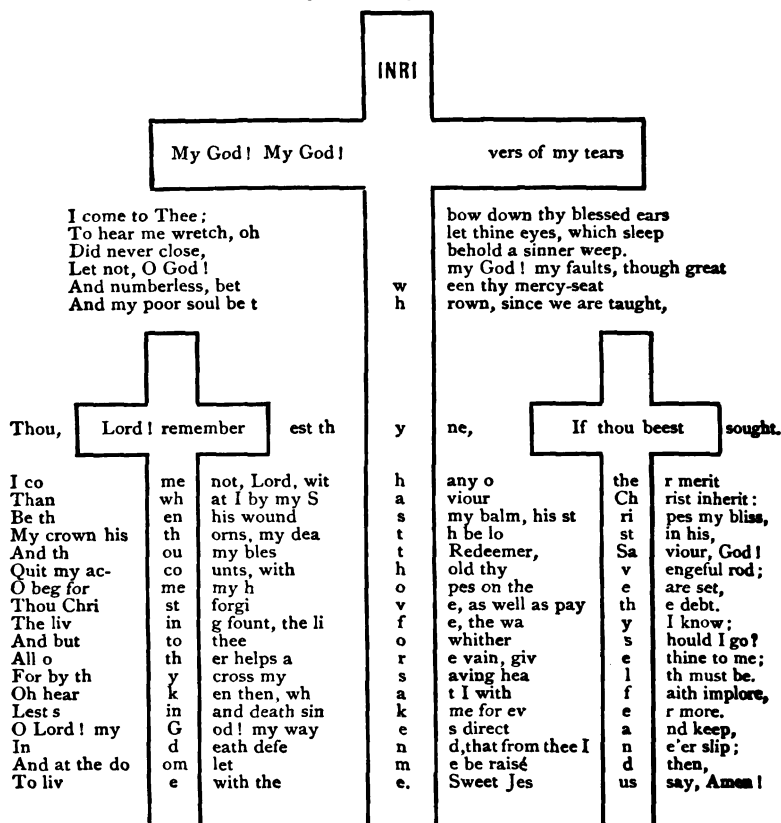 INRI
My God! My God! vers of my tears
I come to Thee; bow down thy blessed ears
To hear me wretch, oh let thine eyes, which sleep
Did never close, behold a sinner weep.
Let not, O God! my God! my faults, though great
And numberless, bet w een thy mercy-seat
And my poor soul be t h rown, since we are taught,
Thou, Lord! remember est th y ne, If thou beest sought.
I co me not, Lord, wit h any o the r merit
Than wh at I by my S a viour Ch rist inherit:
Be th en his wound s my balm, his st ri pes my bliss,
My crown his th orns, my dea t h be lo st in his,
And th ou my bles t Redeemer, Sa viour, God!
Quit my ac- co unts, with h old thy v engeful rod;
O beg for me my h o pes on the e are set,
Thou Chri st forgi v e, as well as pay th e debt.
The liv in g fount, the li f e, the wa y I know;
And but to thee o whither s hould I go?
All o th er helps a r e vain, giv e thine to me;
For by th y cross my s aving hea l th must be.
Oh hear k en then, wh a t I with f aith implore,
Lest s in and death sin k me for ev e r more.
O Lord! my G od! my way e s direct a nd keep,
In d eath defe n d, that from thee I n e'er slip;
And at the do om let m e be raisé d then,
To liv e with the e. Sweet Jes us say, Amen!